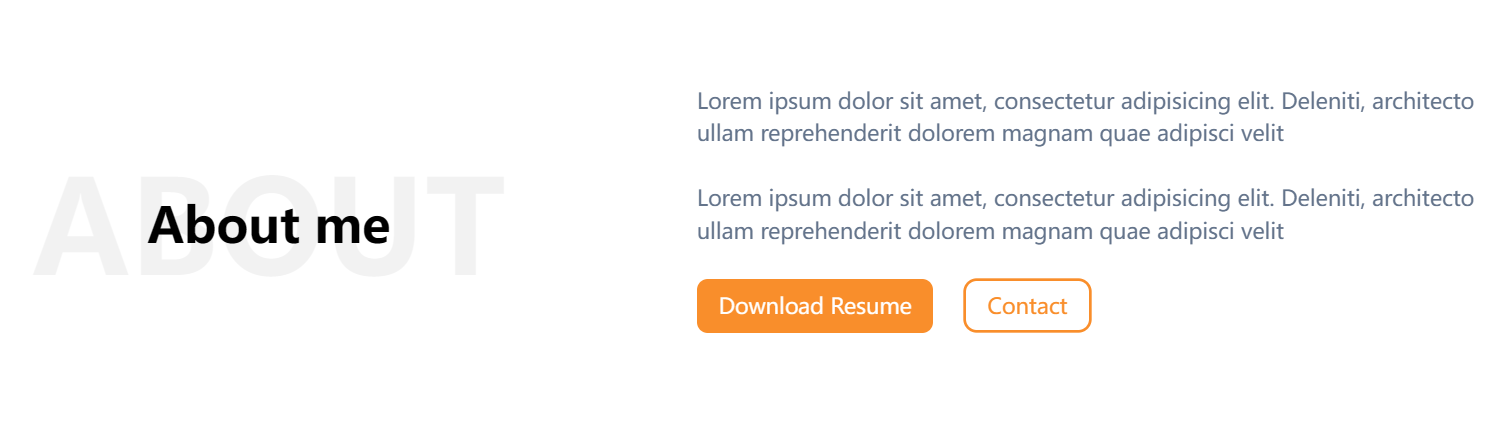 ABOUT
About me
Lorem ipsum dolor sit amet, consectetur adipisicing elit. Deleniti, architecto
ullam reprehenderit dolorem magnam quae adipisci velit
Lorem ipsum dolor sit amet, consectetur adipisicing elit. Deleniti, architecto
ullam reprehenderit dolorem magnam quae adipisci velit
Download Resume
Contact